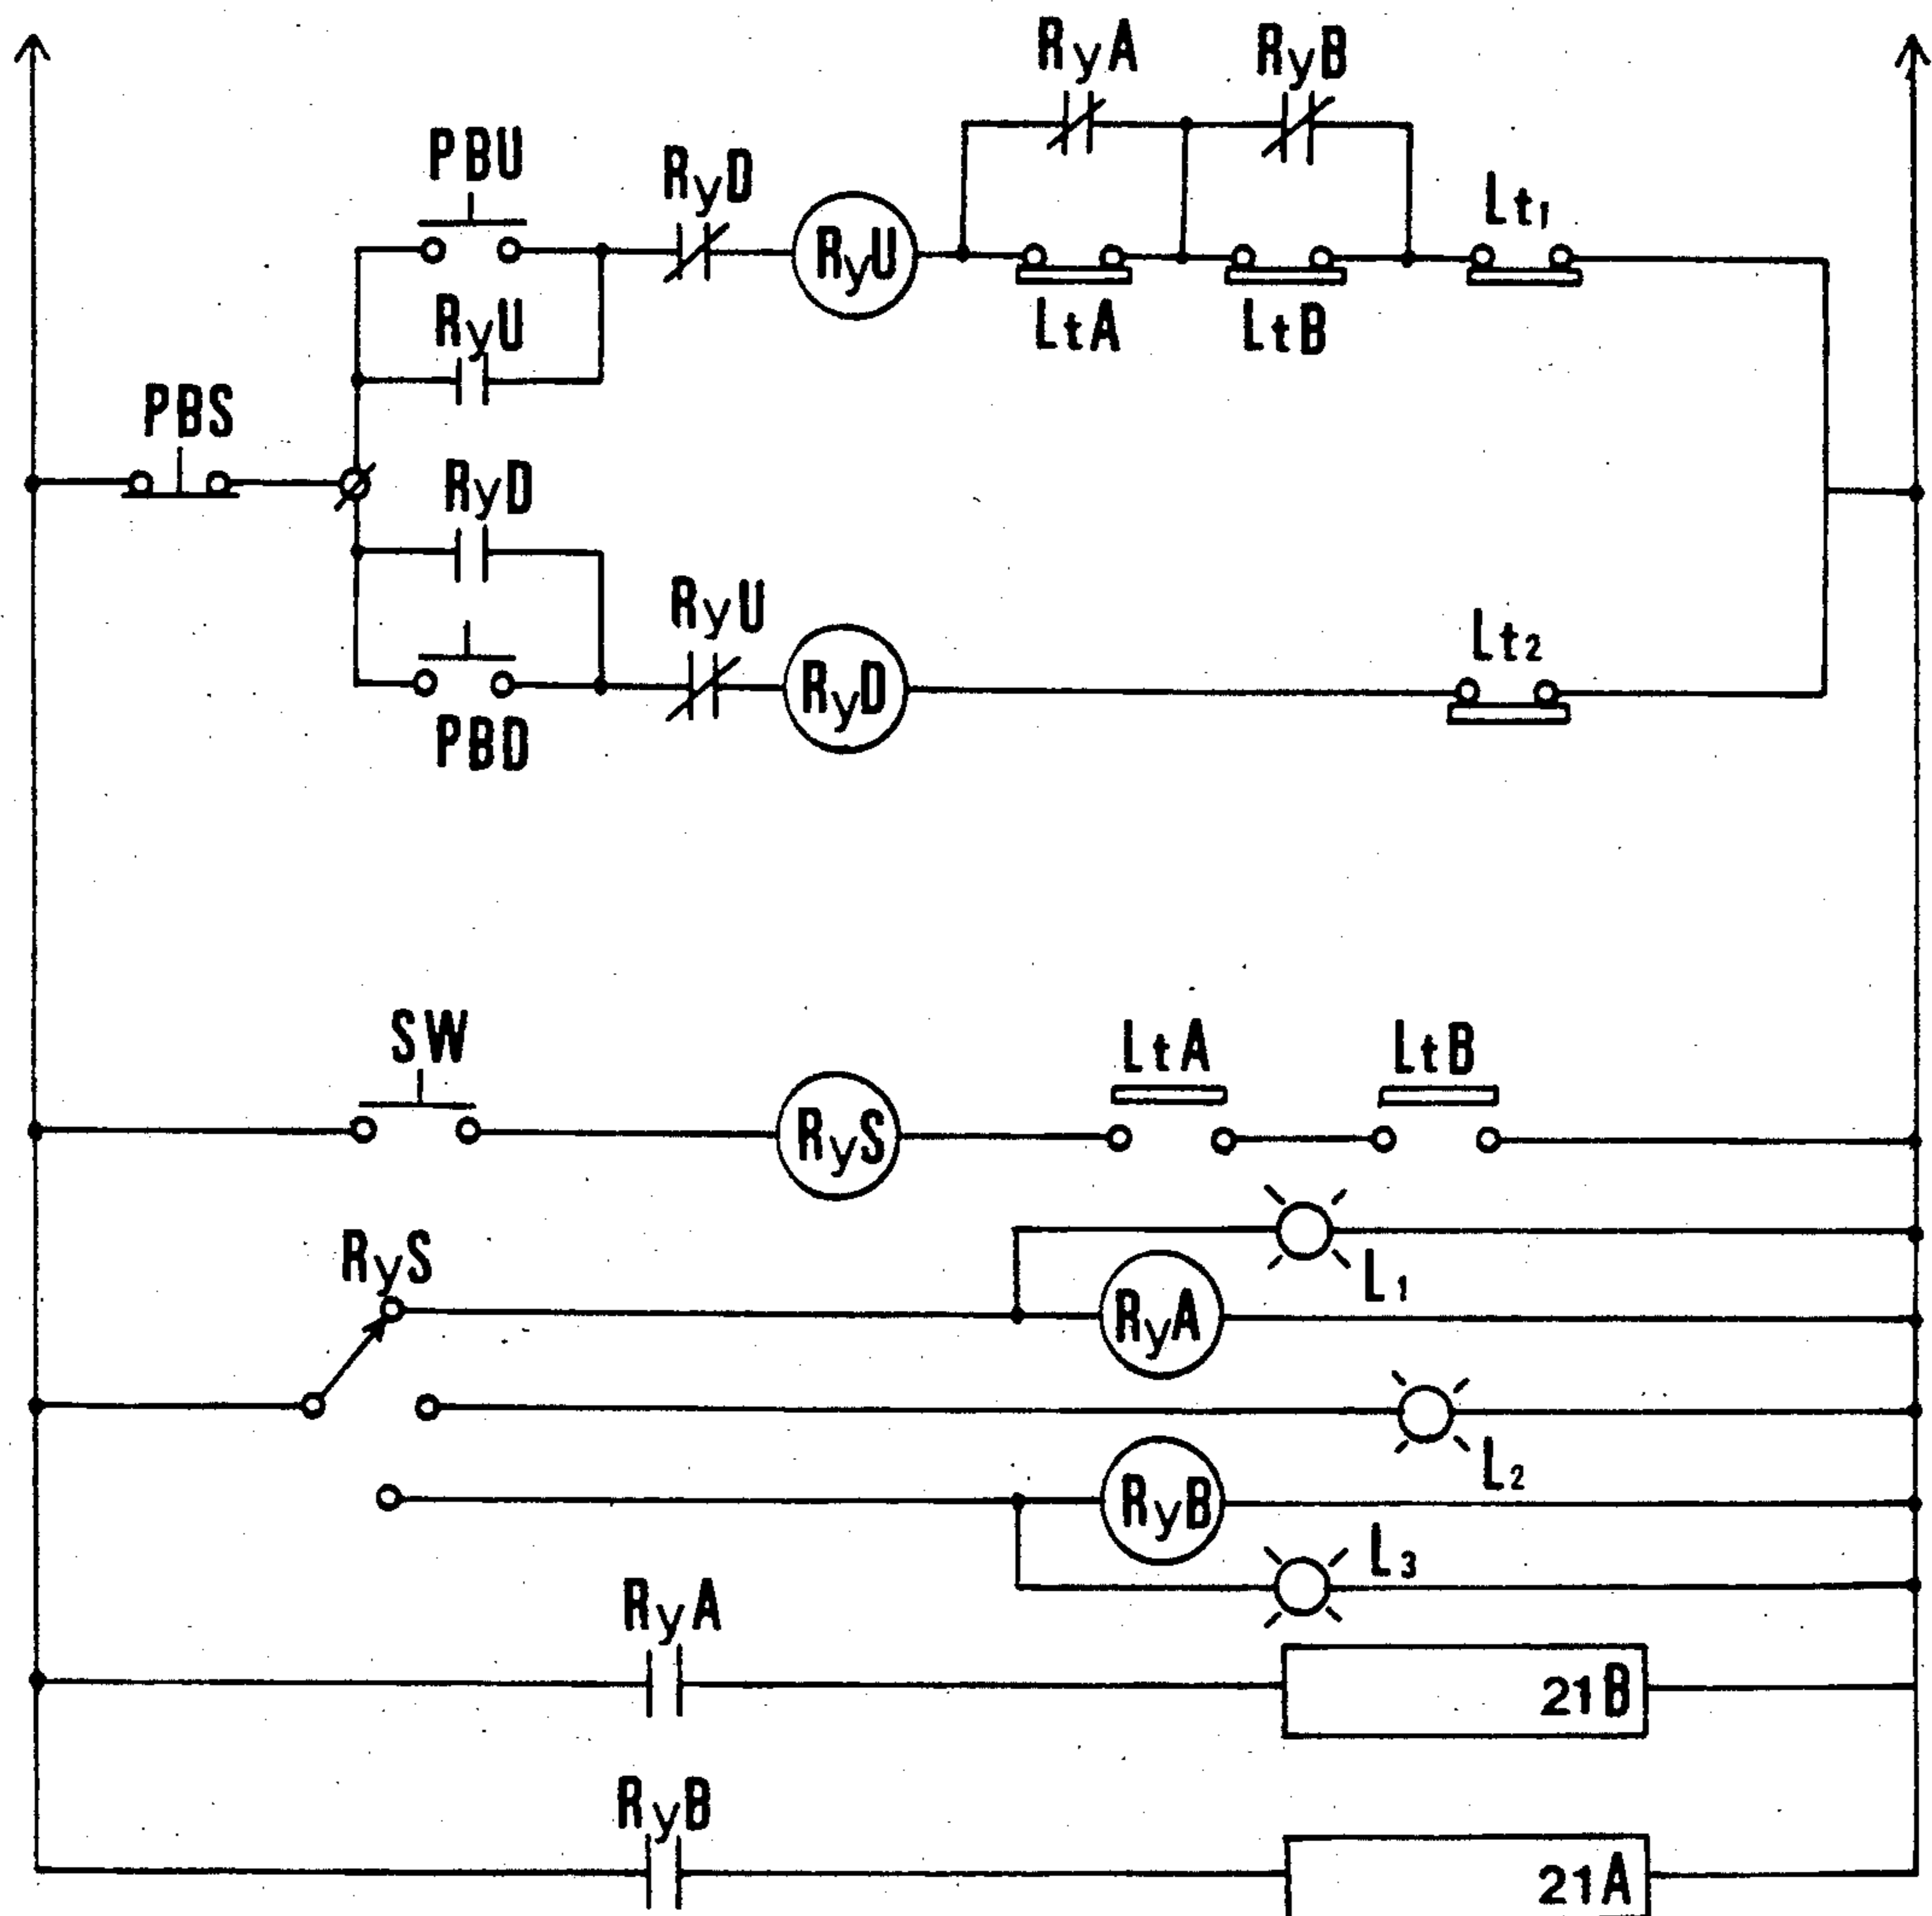 RyA RyB
PBU
RyD
Lt1
RyU
RyU
LtA LtB
PBS
RyD
RyU
Lt2
RyD
PBD
SW
LtA LtB
RyS
RyS
L1
RyA
L2
RyB
L3
RyA
21B
RyB
21A